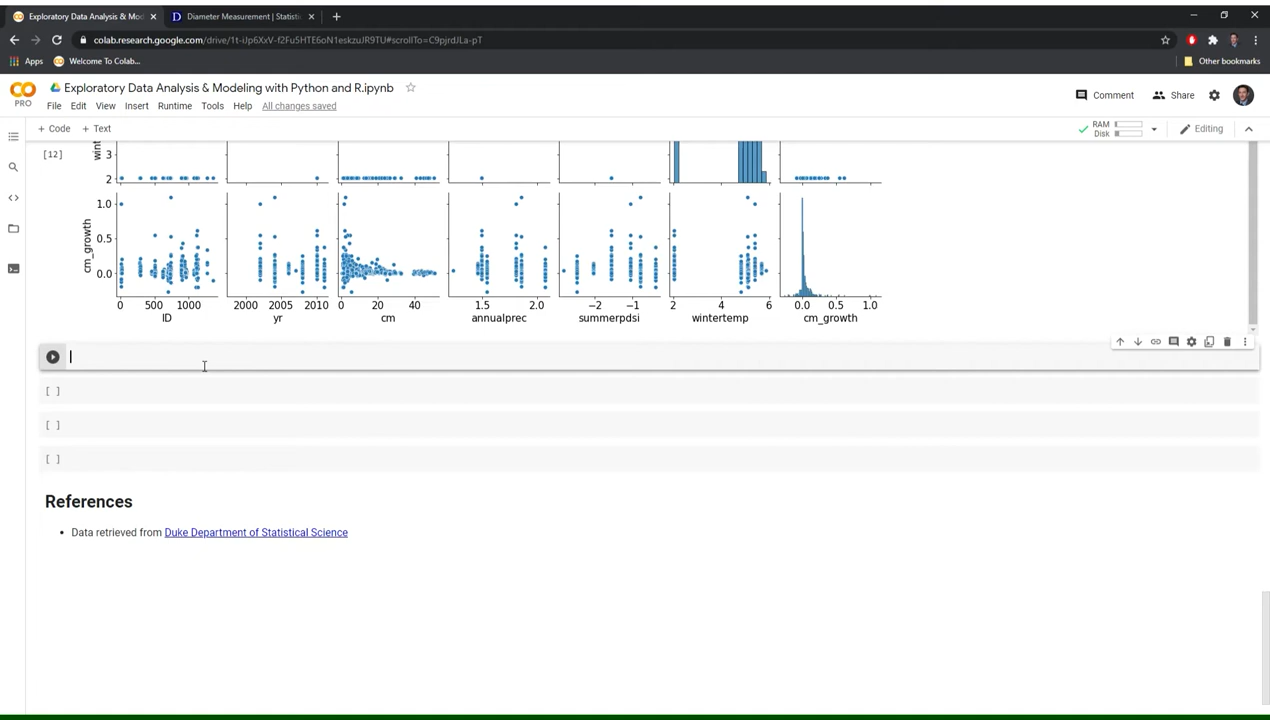 Exploratory Data Analysis & Mod
Diameter Measurement | Statistic
colab.research.google.com/drive/1t-iJp6XxV-f2Fu5HTE6oN1eskzuJR9TU#scrollTo=C9pjrdJLa-pT
Apps
Welcome To Colab...
Other bookmarks
CO
PRO
Exploratory Data Analysis & Modeling with Python and R.ipynb
File Edit View Insert Runtime Tools Help All changes saved
Comment
Share
+ Code + Text
RAM
Disk
Editing
[12]
3
2
cm_growth
1.0
0.5
0.0
0 500 1000
2000 2005 2010
0 20 40
1.5 2.0
−2 −1
2 4 6
0.0 0.5 1.0
ID yr cm annualprec summerpdsi wintertemp cm_growth
[ ]
[ ]
[ ]
References
• Data retrieved from Duke Department of Statistical Science